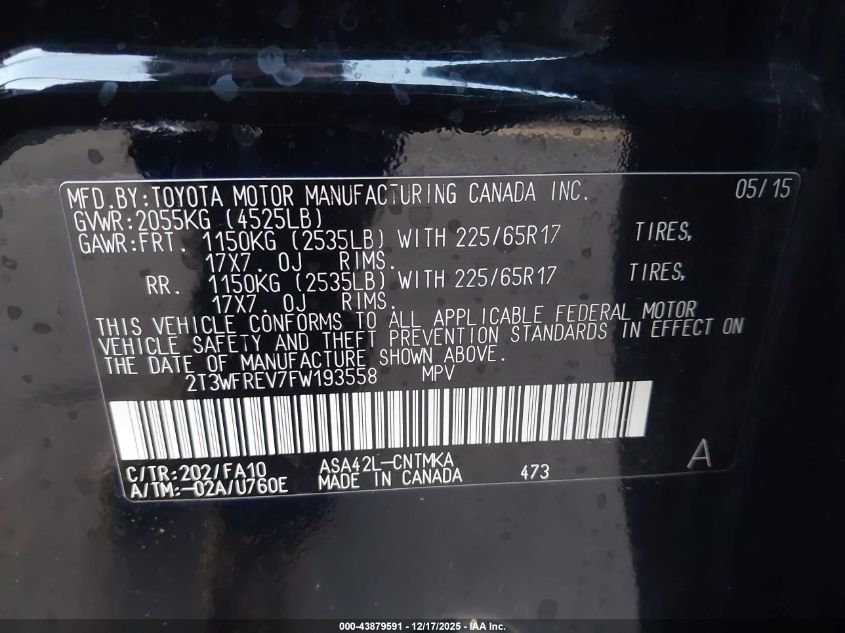 MFD.BY:TOYOTA MOTOR MANUFACTURING CANADA INC. 05/15
GVWR:2055KG (4525LB)
GAWR:FRT. 1150KG (2535LB) WITH 225/65R17 TIRES,
17X7. 0J RIMS.
RR. 1150KG (2535LB) WITH 225/65R17 TIRES,
17X7. 0J RIMS.
THIS VEHICLE CONFORMS TO ALL APPLICABLE FEDERAL MOTOR
VEHICLE SAFETY AND THEFT PREVENTION STANDARDS IN EFFECT ON
THE DATE OF MANUFACTURE SHOWN ABOVE.
2T3WFREV7FW193558 MPV
C/TR:202/FA10 ASA42L-CNTMKA A
A/TM:-02A/U760E MADE IN CANADA 473
000-43879591 - 12/17/2025 - IAA Inc.